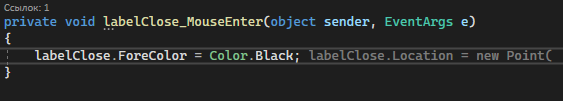 Ссылок: 1
private void labelClose_MouseEnter(object sender, EventArgs e)
{
labelClose.ForeColor = Color.Black; labelClose.Location = new Point(
}